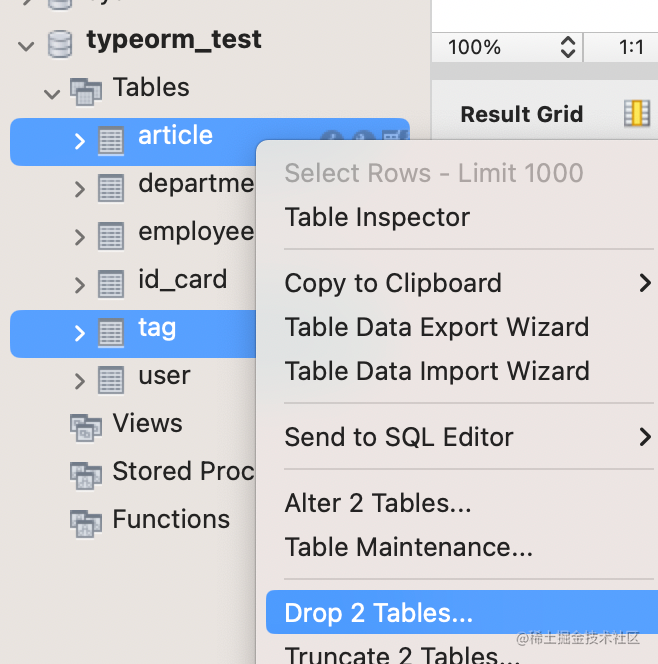 typeorm_test
Tables
article
departme
employee
id_card
tag
user
Views
Stored Proc
Functions
100%
1:1
Result Grid
Select Rows - Limit 1000
Table Inspector
Copy to Clipboard
Table Data Export Wizard
Table Data Import Wizard
Send to SQL Editor
Alter 2 Tables...
Table Maintenance...
Drop 2 Tables...
Truncate 2 Tables...
@稀土掘金技术社区